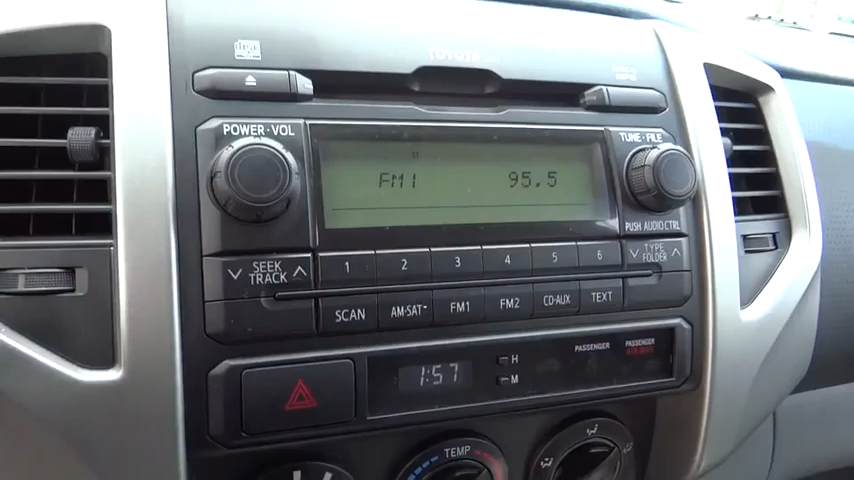 TOYOTA
POWER·VOL
TUNE·FILE
FM1 95.5
PUSH AUDIO CTRL
SEEK
TRACK
1 2 3 4 5 6
TYPE
FOLDER
SCAN AM·SAT FM1 FM2 CD·AUX TEXT
1:57
H
M
PASSENGER
PASSENGER
TEMP